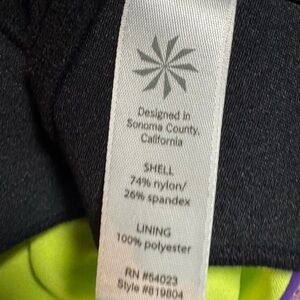 Designed in
Sonoma County,
California
SHELL
74% nylon/
26% spandex
LINING
100% polyester
RN #54023
Style #819804